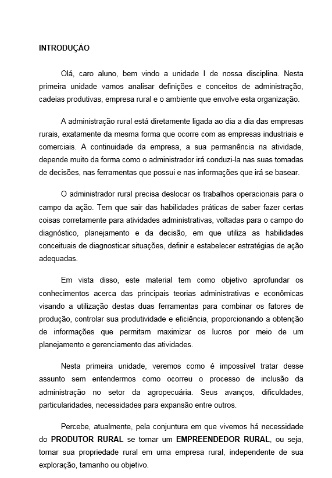 INTRODUÇÃO
Olá, caro aluno, bem vindo a unidade I de nossa disciplina. Nesta
primeira unidade vamos analisar definições e conceitos de administração,
cadeias produtivas, empresa rural e o ambiente que envolve esta organização.
A administração rural está diretamente ligada ao dia a dia das empresas
rurais, exatamente da mesma forma que ocorre com as empresas industriais e
comerciais. A continuidade da empresa, a sua permanência na atividade,
depende muito da forma como o administrador irá conduzi-la nas suas tomadas
de decisões, nas ferramentas que possui e nas informações que irá se basear.
O administrador rural precisa deslocar os trabalhos operacionais para o
campo da ação. Tem que sair das habilidades práticas de saber fazer certas
coisas corretamente para atividades administrativas, voltadas para o campo do
diagnóstico, planejamento e da decisão, em que utiliza as habilidades
conceituais de diagnosticar situações, definir e estabelecer estratégias de ação
adequadas.
Em vista disso, este material tem como objetivo aprofundar os
conhecimentos acerca das principais teorias administrativas e econômicas
visando a utilização destas duas ferramentas para combinar os fatores de
produção, controlar sua produtividade e eficiência, proporcionando a obtenção
de informações que permitam maximizar os lucros por meio de um
planejamento e gerenciamento das atividades.
Nesta primeira unidade, veremos como é impossível tratar desse
assunto sem entendermos como ocorreu o processo de inclusão da
administração no setor da agropecuária. Seus avanços, dificuldades,
particularidades, necessidades para expansão entre outros.
Percebe, atualmente, pela conjuntura em que vivemos há necessidade
do PRODUTOR RURAL se tornar um EMPREENDEDOR RURAL, ou seja,
tornar sua propriedade rural em uma empresa rural, independente de sua
exploração, tamanho ou objetivo.